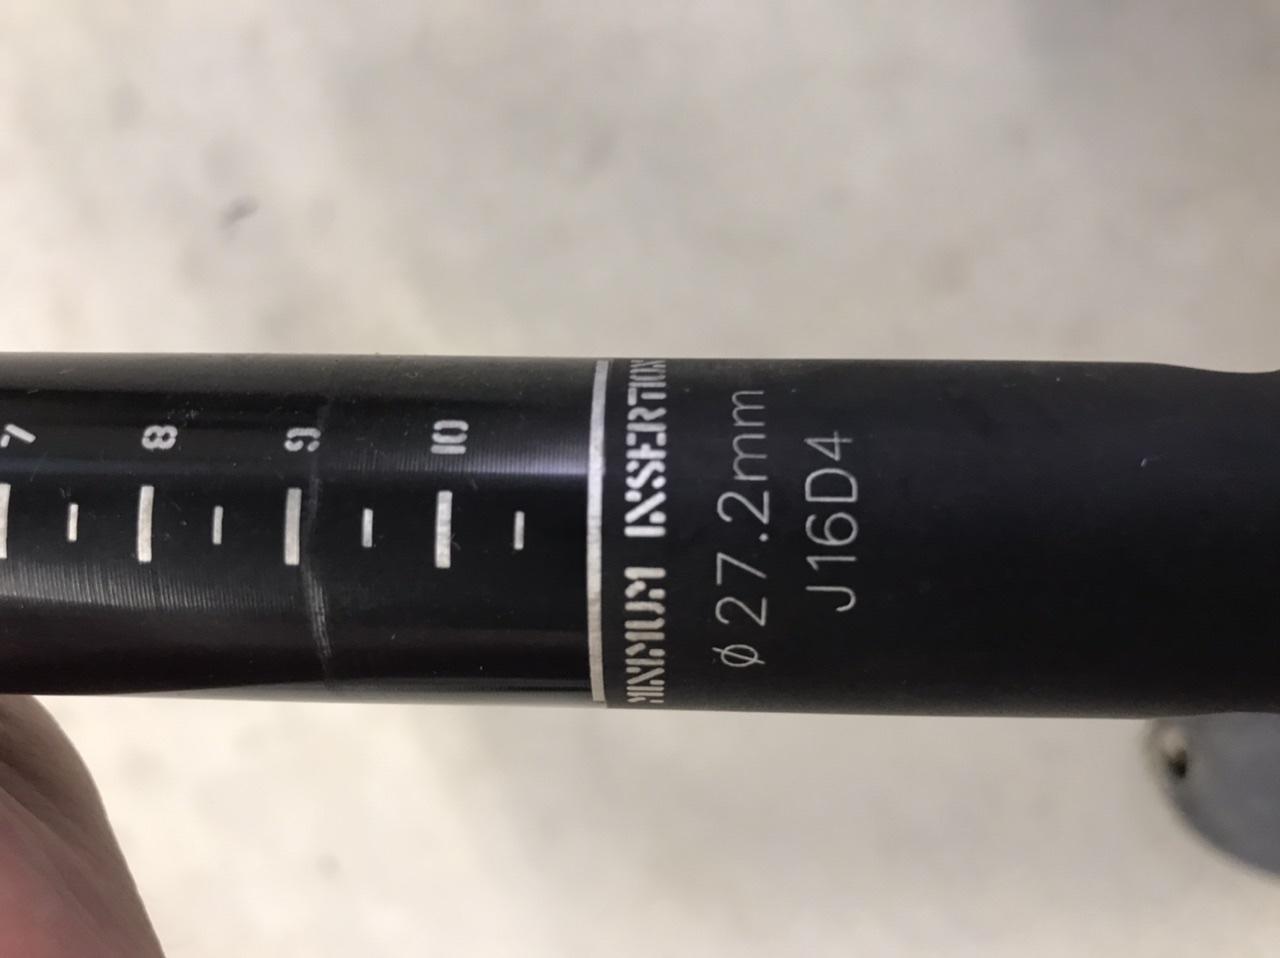 7
8
9
10
MINIMUM INSERTION
Ø 27.2mm
J16D4